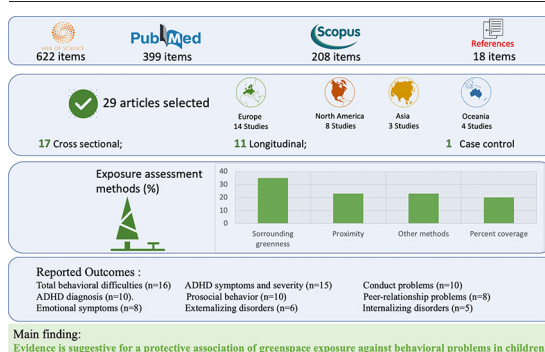 WEB OF SCIENCE
PubMed
Scopus
References
622 items
399 items
208 items
18 items
29 articles selected
Europe
14 Studies
North America
8 Studies
Asia
3 Studies
Oceania
4 Studies
17 Cross sectional;
11 Longitudinal;
1 Case control
Exposure assessment
methods (%)
40
30
20
10
0
Sorrounding
greenness
Proximity
Other methods
Percent coverage
Reported Outcomes :
Total behavioral difficulties (n=16)
ADHD symptoms and severity (n=15)
Conduct problems (n=10)
ADHD diagnosis (n=10).
Prosocial behavior (n=10)
Peer-relationship problems (n=8)
Emotional symptoms (n=8)
Externalizing disorders (n=6)
Internalizing disorders (n=5)
Main finding:
Evidence is suggestive for a protective association of greenspace exposure against behavioral problems in children